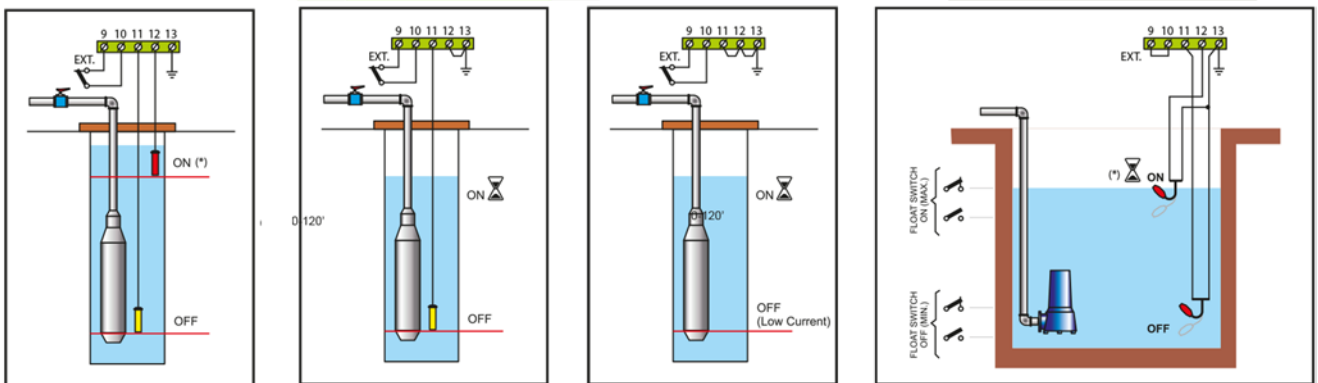 9 10 11 12 13
EXT.
ON (*)
OFF
0-120'
9 10 11 12 13
EXT.
ON
OFF
9 10 11 12 13
EXT.
ON
0-120'
OFF
(Low Current)
9 10 11 12 13
EXT.
(*) ON
FLOAT SWITCH
ON (MAX.)
FLOAT SWITCH
OFF (MIN.)
OFF